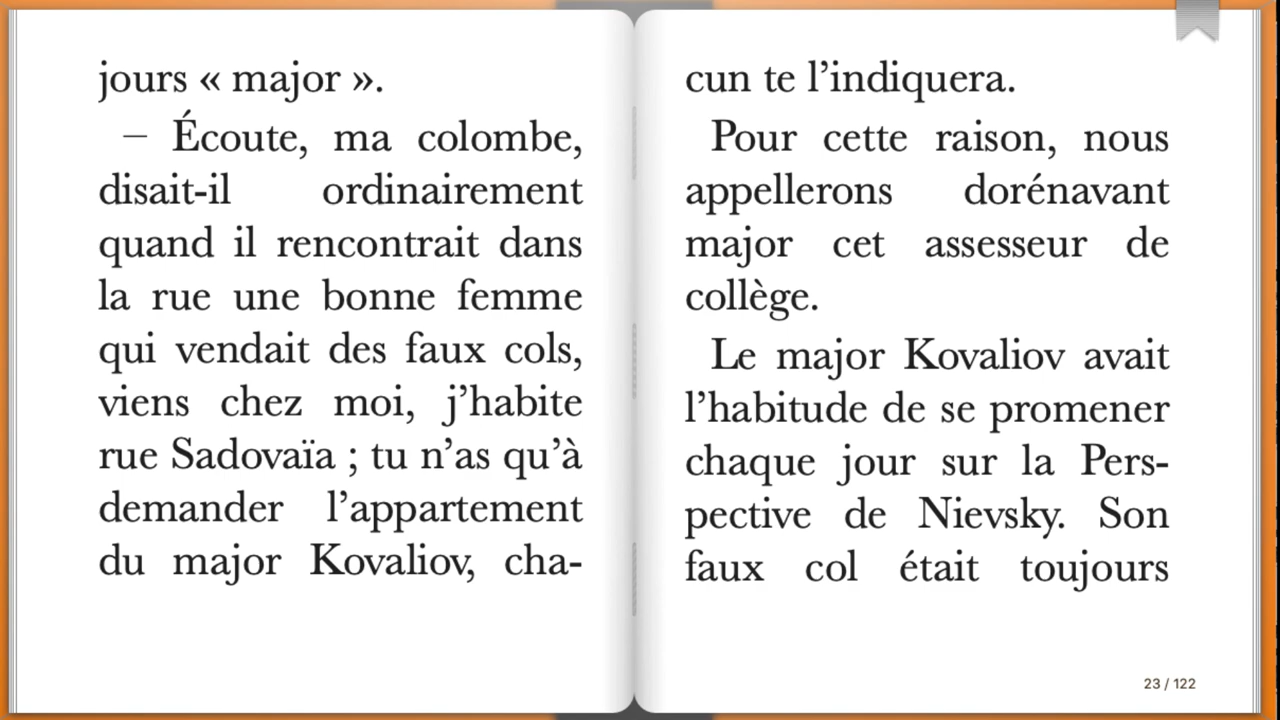 jours « major ».
– Écoute, ma colombe,
disait-il ordinairement
quand il rencontrait dans
la rue une bonne femme
qui vendait des faux cols,
viens chez moi, j’habite
rue Sadovaïa ; tu n’as qu’à
demander l’appartement
du major Kovaliov, cha-
cun te l’indiquera.
Pour cette raison, nous
appellerons dorénavant
major cet assesseur de
collège.
Le major Kovaliov avait
l’habitude de se promener
chaque jour sur la Pers-
pective de Nievsky. Son
faux col était toujours
23 / 122